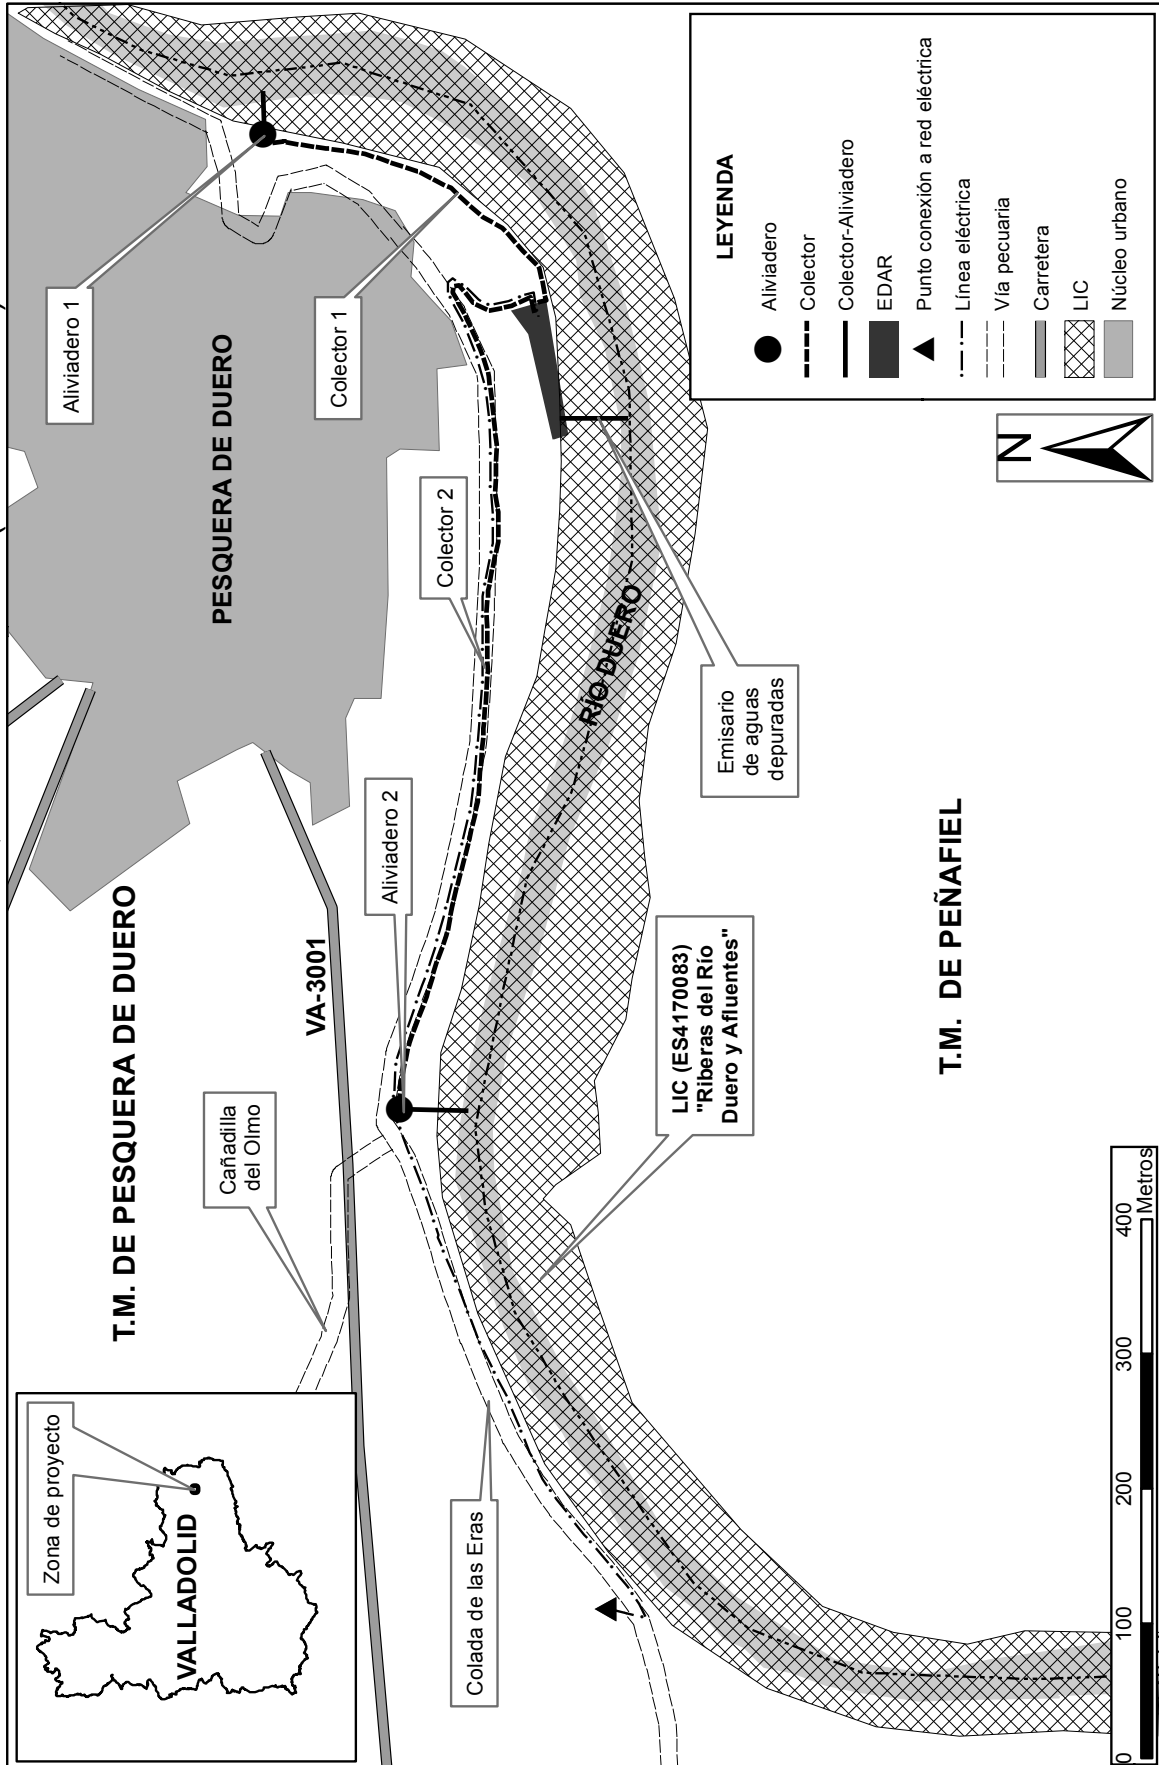 Zona de proyecto
VALLADOLID
T.M. DE PESQUERA DE DUERO
Cañadilla
del Olmo
VA-3001
PESQUERA DE DUERO
Aliviadero 1
Colector 1
Colector 2
Aliviadero 2
Colada de las Eras
RÍO DUERO
Emisario
de aguas
depuradas
LIC (ES4170083)
"Riberas del Río
Duero y Afluentes"
T.M. DE PEÑAFIEL
LEYENDA
Aliviadero
Colector
Colector-Aliviadero
EDAR
Punto conexión a red eléctrica
Línea eléctrica
Vía pecuaria
Carretera
LIC
Núcleo urbano
N
0 100 200 300 400
Metros